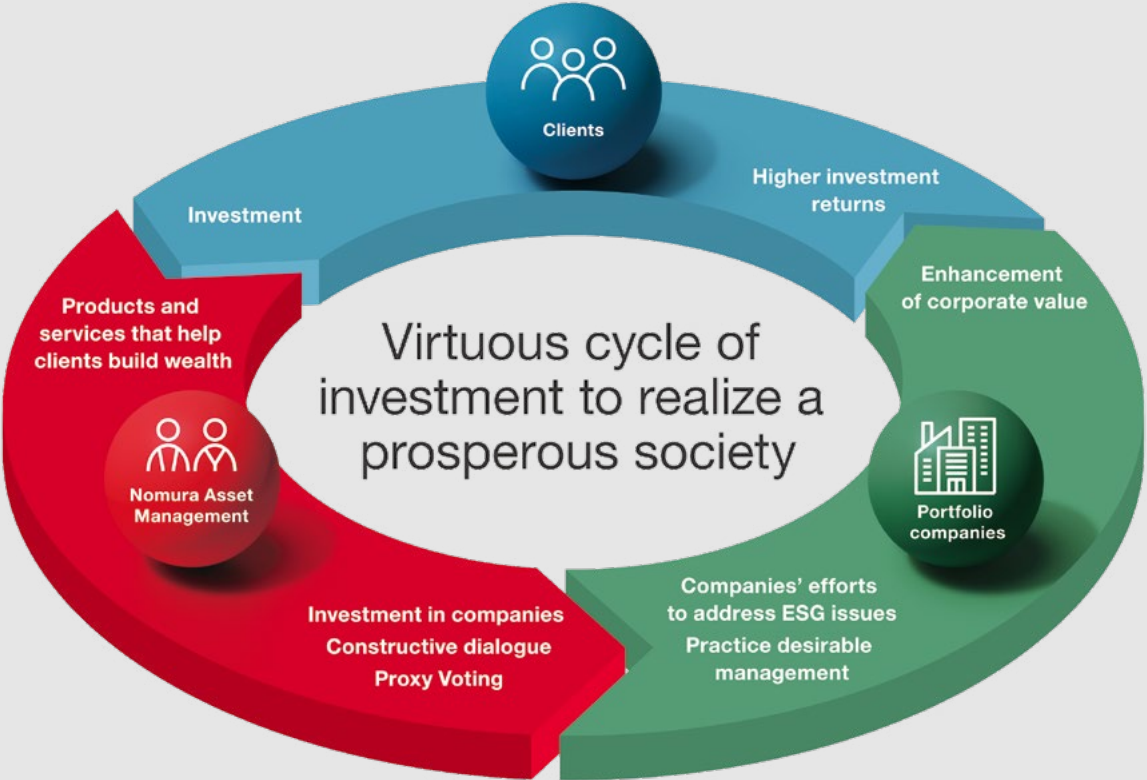 Clients
Higher investment
returns
Investment
Enhancement
of corporate value
Products and
services that help
clients build wealth
Virtuous cycle of
investment to realize a
prosperous society
Nomura Asset
Management
Portfolio
companies
Companies’ efforts
to address ESG issues
Practice desirable
management
Investment in companies
Constructive dialogue
Proxy Voting